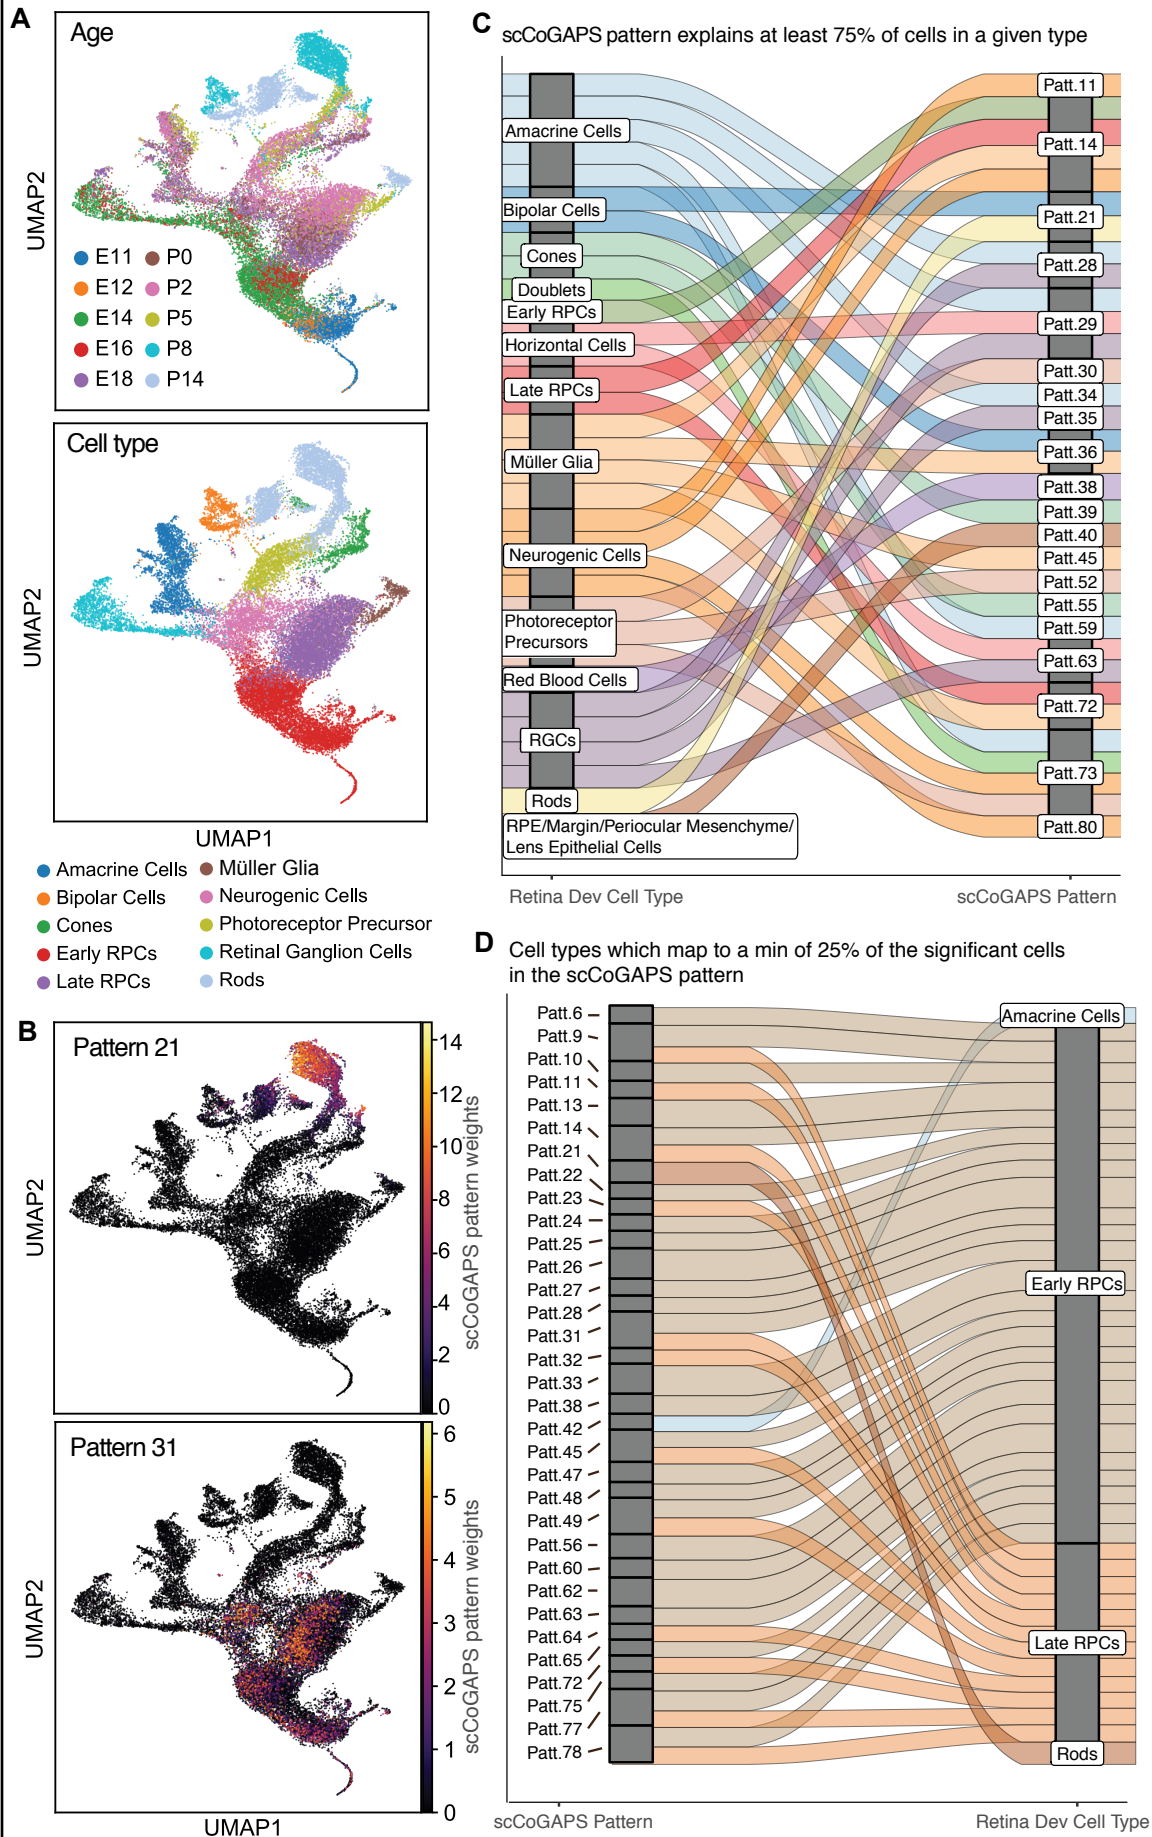 A
Age
UMAP2
E11
P0
E12
P2
E14
P5
E16
P8
E18
P14
Cell type
UMAP2
UMAP1
Amacrine Cells
Müller Glia
Bipolar Cells
Neurogenic Cells
Cones
Photoreceptor Precursor
Early RPCs
Retinal Ganglion Cells
Late RPCs
Rods
B
Pattern 21
UMAP2
14
12
10
8
6
4
2
0
scCoGAPS pattern weights
Pattern 31
UMAP2
6
5
4
3
2
1
0
scCoGAPS pattern weights
UMAP1
C
scCoGAPS pattern explains at least 75% of cells in a given type
Amacrine Cells
Bipolar Cells
Cones
Doublets
Early RPCs
Horizontal Cells
Late RPCs
Müller Glia
Neurogenic Cells
Photoreceptor
Precursors
Red Blood Cells
RGCs
Rods
RPE/Margin/Periocular Mesenchyme/
Lens Epithelial Cells
Patt.11
Patt.14
Patt.21
Patt.28
Patt.29
Patt.30
Patt.34
Patt.35
Patt.36
Patt.38
Patt.39
Patt.40
Patt.45
Patt.52
Patt.55
Patt.59
Patt.63
Patt.72
Patt.73
Patt.80
Retina Dev Cell Type
scCoGAPS Pattern
D
Cell types which map to a min of 25% of the significant cells
in the scCoGAPS pattern
Patt.6
Patt.9
Patt.10
Patt.11
Patt.13
Patt.14
Patt.21
Patt.22
Patt.23
Patt.24
Patt.25
Patt.26
Patt.27
Patt.28
Patt.31
Patt.32
Patt.33
Patt.38
Patt.42
Patt.45
Patt.47
Patt.48
Patt.49
Patt.56
Patt.60
Patt.62
Patt.63
Patt.64
Patt.65
Patt.72
Patt.75
Patt.77
Patt.78
Amacrine Cells
Early RPCs
Late RPCs
Rods
scCoGAPS Pattern
Retina Dev Cell Type